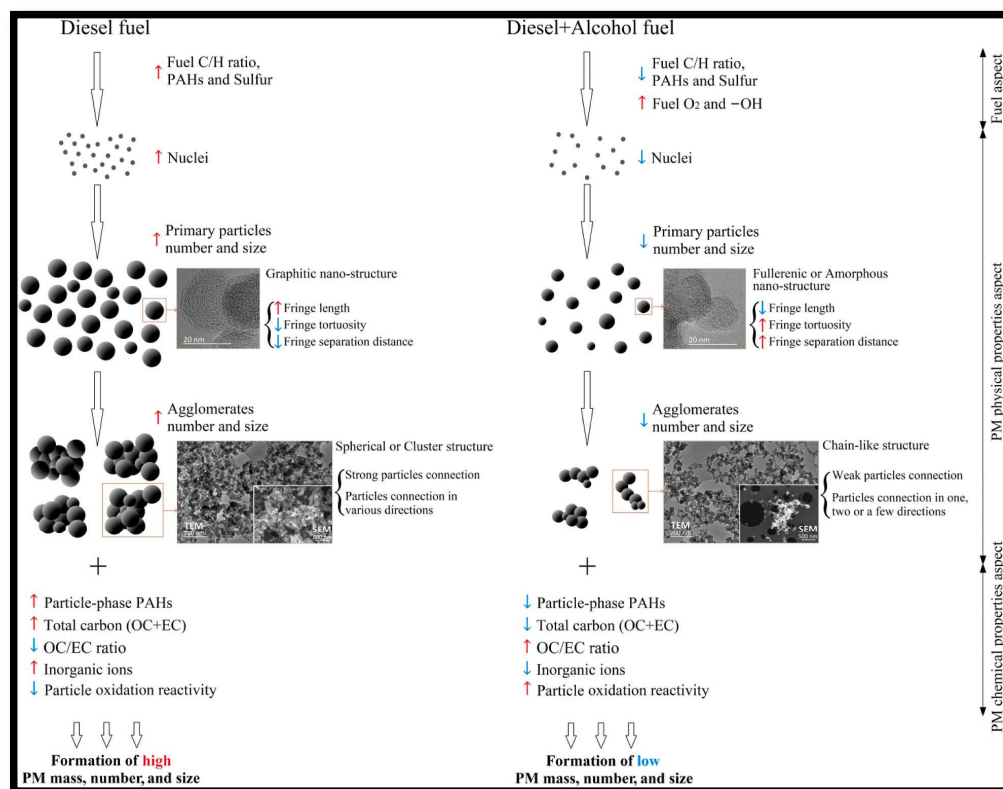 Diesel fuel
↑ Fuel C/H ratio,
PAHs and Sulfur
↑ Nuclei
↑ Primary particles
number and size
Graphitic nano-structure
↑ Fringe length
↓ Fringe tortuosity
↓ Fringe separation distance
20 nm
↑ Agglomerates
number and size
Spherical or Cluster structure
Strong particles connection
Particles connection in
various directions
TEM
200 nm
SEM
500 nm
+
↑ Particle-phase PAHs
↑ Total carbon (OC+EC)
↓ OC/EC ratio
↑ Inorganic ions
↓ Particle oxidation reactivity
Formation of high
PM mass, number, and size
Diesel+Alcohol fuel
↓ Fuel C/H ratio,
PAHs and Sulfur
↑ Fuel O₂ and −OH
↓ Nuclei
↓ Primary particles
number and size
Fullerenic or Amorphous
nano-structure
↓ Fringe length
↑ Fringe tortuosity
↑ Fringe separation distance
20 nm
↓ Agglomerates
number and size
Chain-like structure
Weak particles connection
Particles connection in one,
two or a few directions
TEM
200 nm
SEM
500 nm
+
↓ Particle-phase PAHs
↓ Total carbon (OC+EC)
↑ OC/EC ratio
↓ Inorganic ions
↑ Particle oxidation reactivity
Formation of low
PM mass, number, and size
Fuel aspect
PM physical properties aspect
PM chemical properties aspect